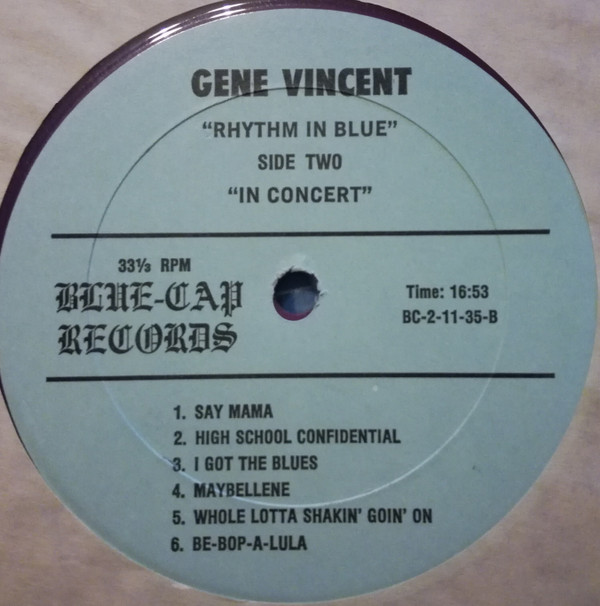 GENE VINCENT
“RHYTHM IN BLUE”
SIDE TWO
“IN CONCERT”
33⅓ RPM
BLUE-CAP
RECORDS
Time: 16:53
BC-2-11-35-B
1. SAY MAMA
2. HIGH SCHOOL CONFIDENTIAL
3. I GOT THE BLUES
4. MAYBELLENE
5. WHOLE LOTTA SHAKIN' GOIN' ON
6. BE-BOP-A-LULA